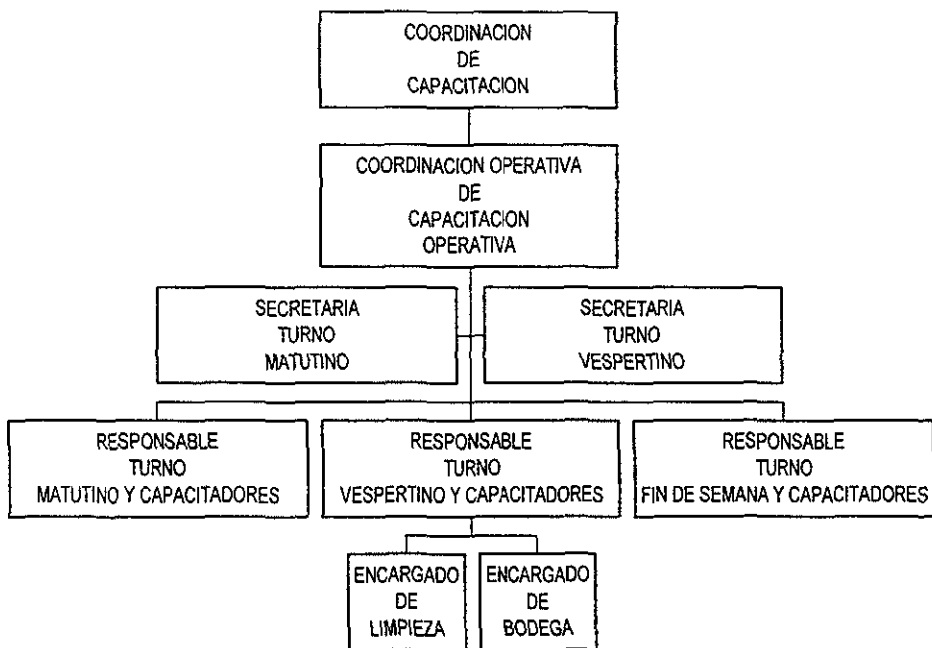 COORDINACION
DE
CAPACITACION
COORDINACION OPERATIVA
DE
CAPACITACION
OPERATIVA
SECRETARIA
TURNO
MATUTINO
SECRETARIA
TURNO
VESPERTINO
RESPONSABLE
TURNO
MATUTINO Y CAPACITADORES
RESPONSABLE
TURNO
VESPERTINO Y CAPACITADORES
RESPONSABLE
TURNO
FIN DE SEMANA Y CAPACITADORES
ENCARGADO
DE
LIMPIEZA
ENCARGADO
DE
BODEGA